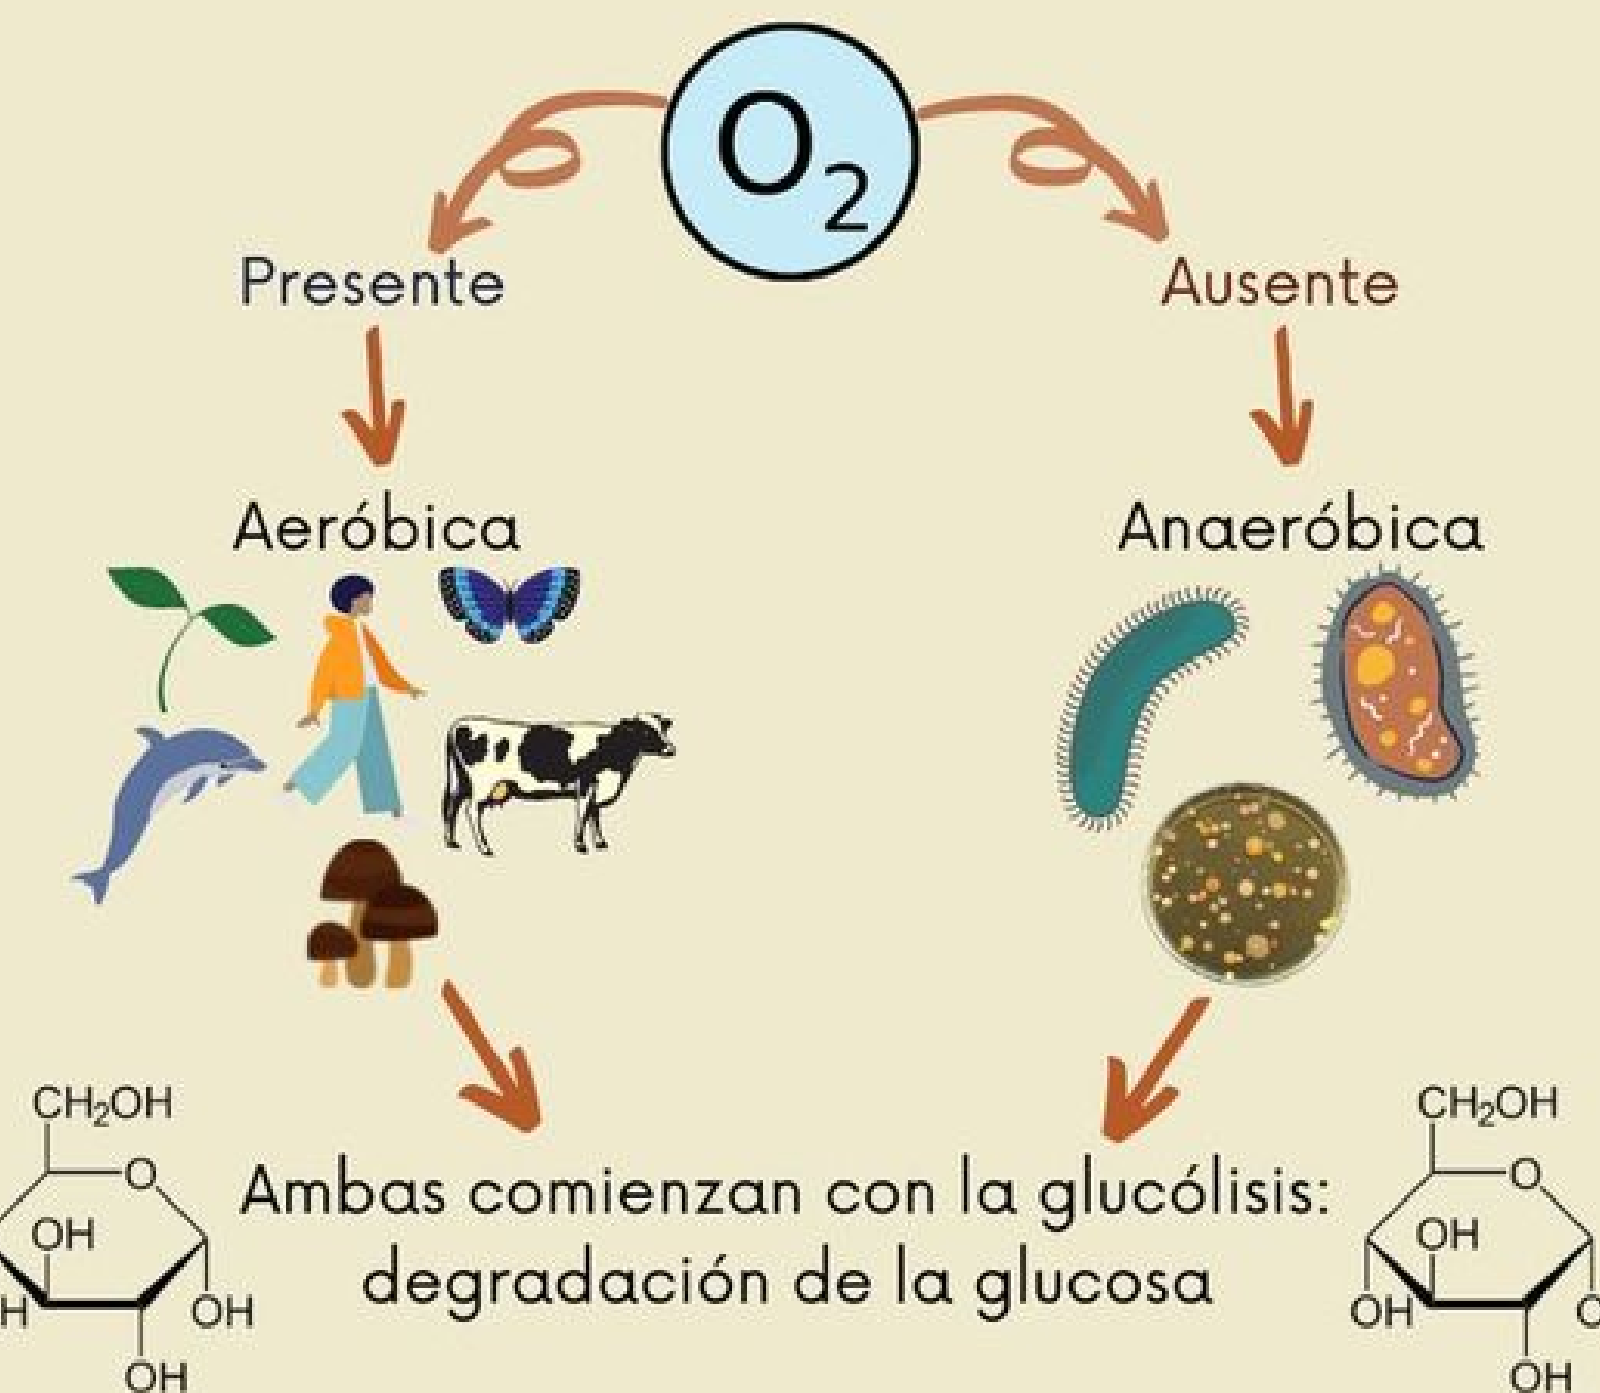 O₂
Presente
Ausente
Aeróbica
Anaeróbica
Ambas comienzan con la glucólisis:
degradación de la glucosa
CH₂OH
O
OH
H
OH
OH
CH₂OH
O
OH
OH
O
OH